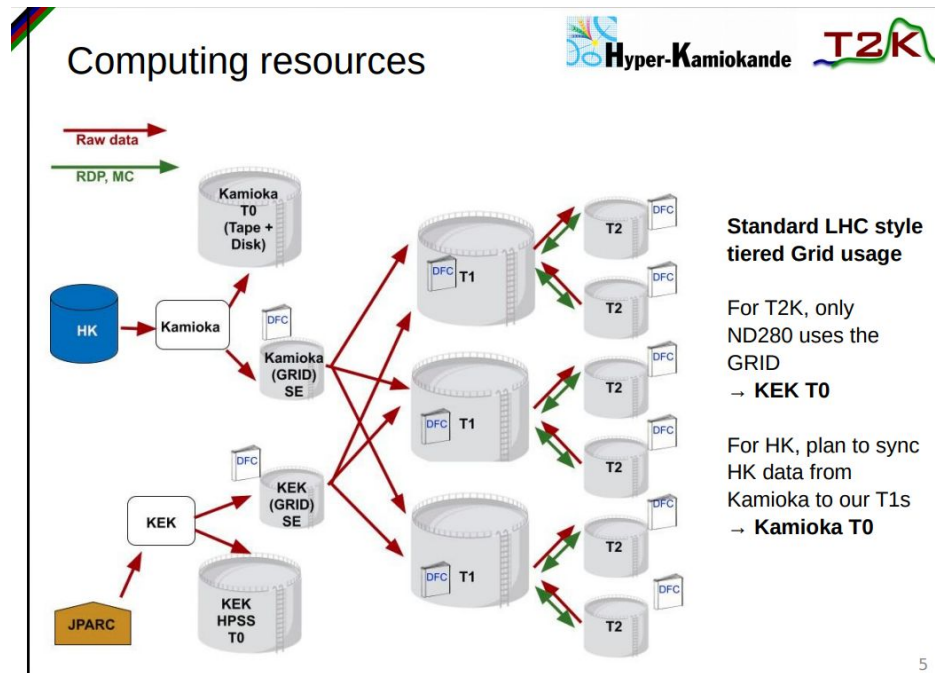 Computing resources
Hyper-Kamiokande
T2K
Raw data
RDP, MC
Kamioka
T0
(Tape +
Disk)
HK
Kamioka
DFC
Kamioka
(GRID)
SE
DFC
KEK
(GRID)
SE
KEK
JPARC
KEK
HPSS
T0
DFC
T1
DFC
T1
DFC
T1
T2
DFC
T2
DFC
T2
DFC
T2
DFC
T2
DFC
T2
DFC
Standard LHC style
tiered Grid usage
For T2K, only
ND280 uses the
GRID
→ KEK T0
For HK, plan to sync
HK data from
Kamioka to our T1s
→ Kamioka T0
5